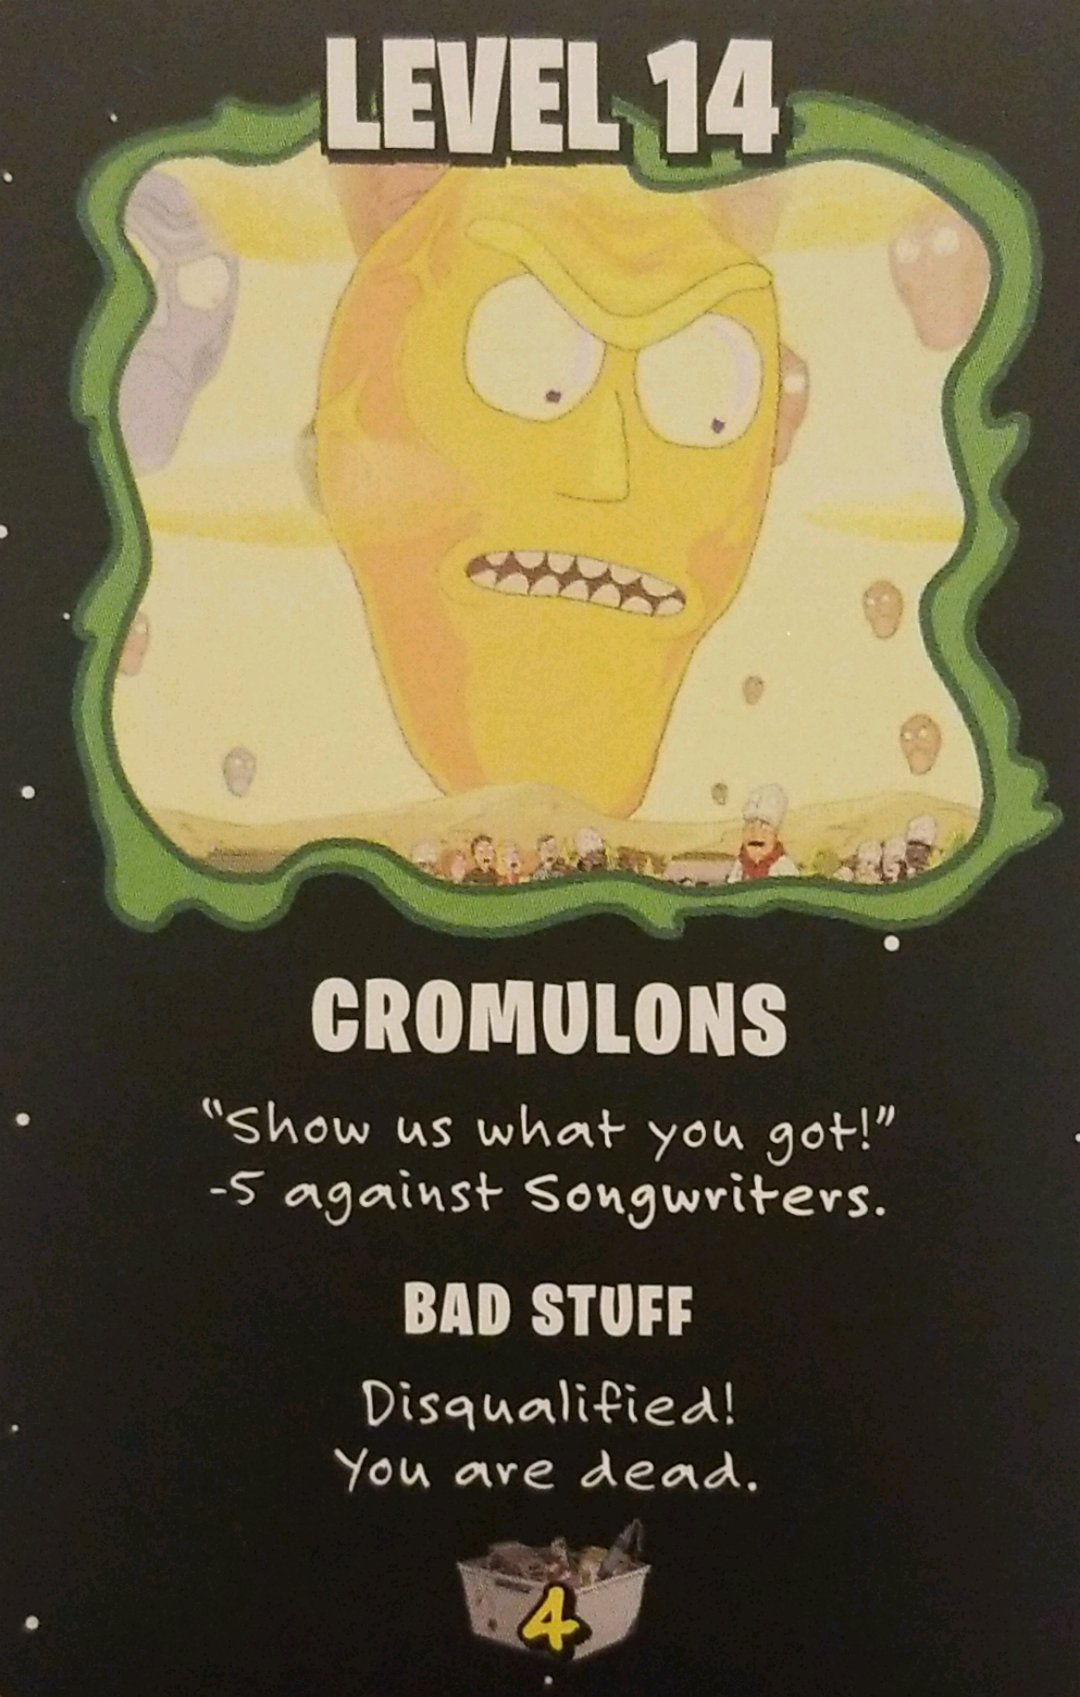 LEVEL 14
CROMULONS
"Show us what you got!"
-5 against Songwriters.
BAD STUFF
Disqualified!
You are dead.
4